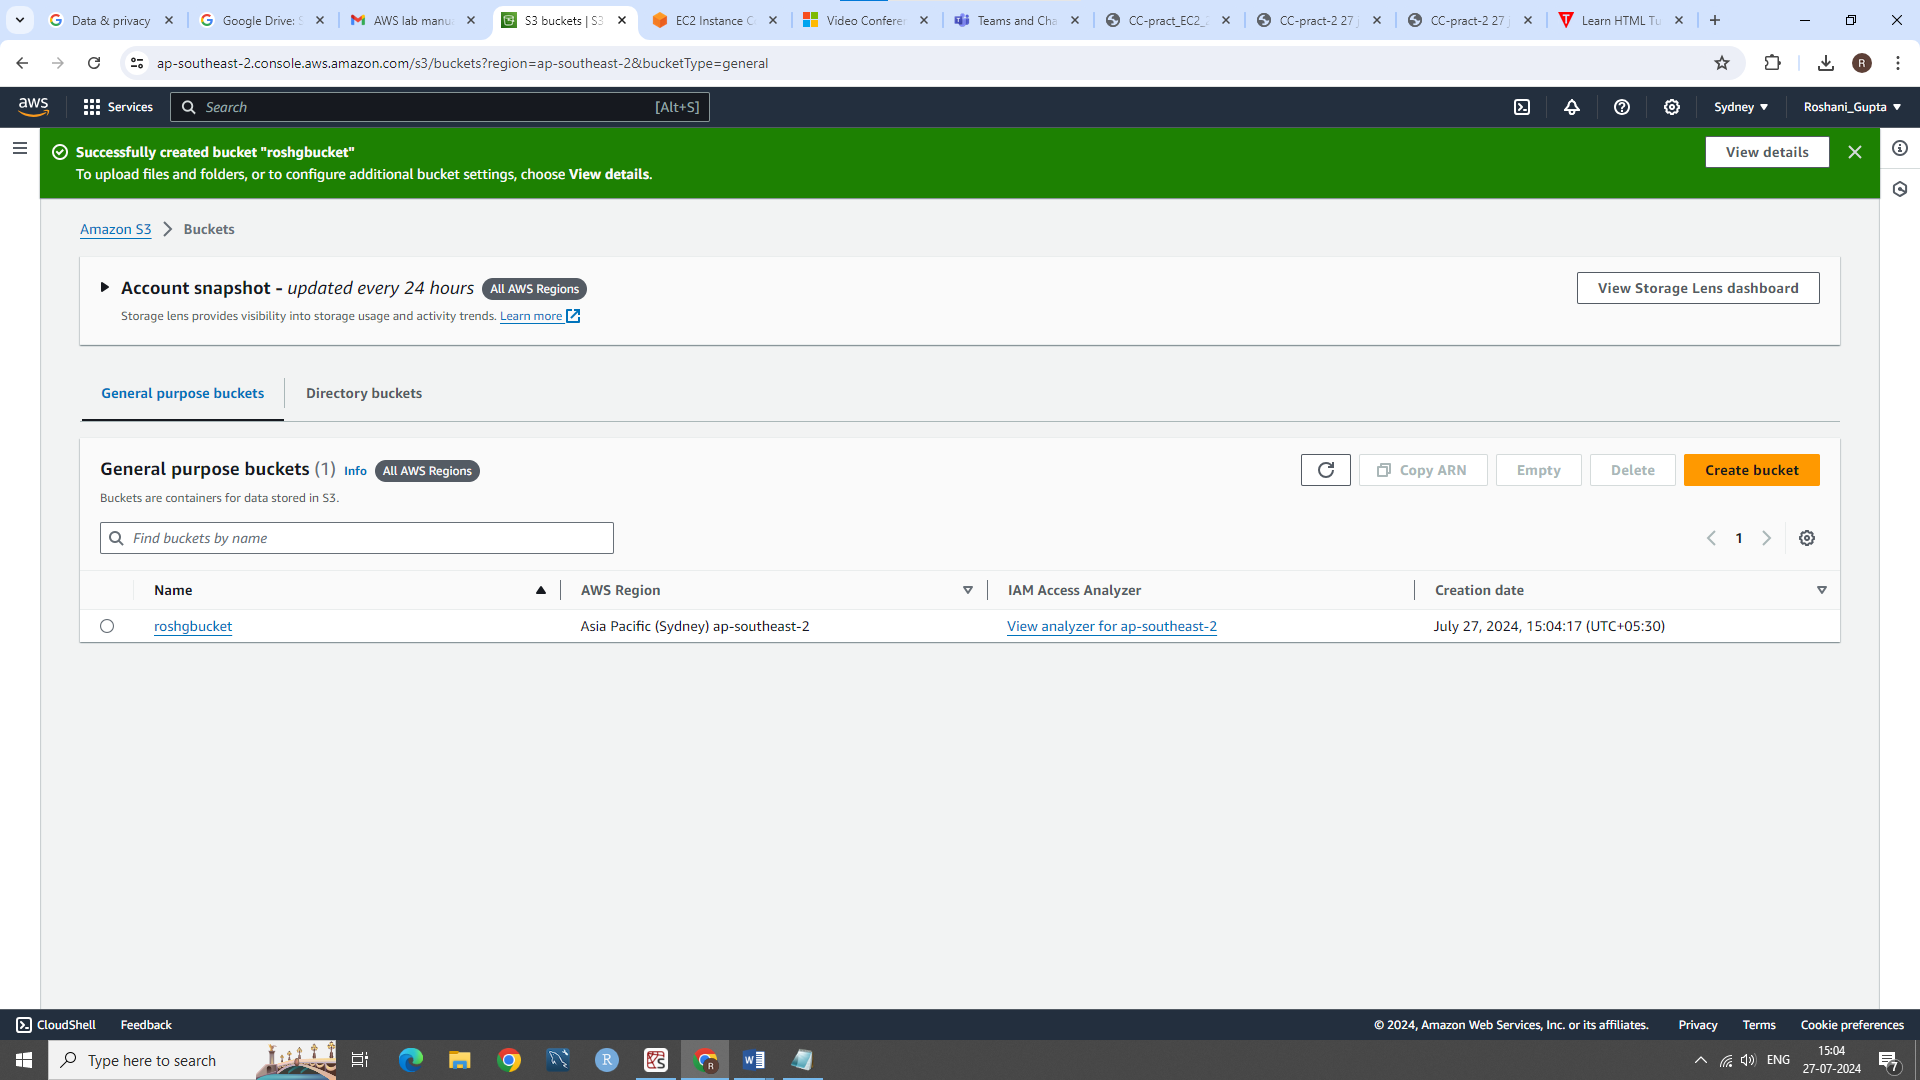 Data & privacy
Google Drive: S
AWS lab manu
S3 buckets | S3
EC2 Instance C
Video Conferen
Teams and Cha
CC-pract_EC2_2
CC-pract-2 27 j
CC-pract-2 27 j
Learn HTML Tu
ap-southeast-2.console.aws.amazon.com/s3/buckets?region=ap-southeast-2&bucketType=general
R
aws
Services
Search
[Alt+S]
Sydney
Roshani_Gupta
Successfully created bucket "roshgbucket"
To upload files and folders, or to configure additional bucket settings, choose View details.
View details
Amazon S3
Buckets
Account snapshot - updated every 24 hours
All AWS Regions
Storage lens provides visibility into storage usage and activity trends. Learn more
View Storage Lens dashboard
General purpose buckets
Directory buckets
General purpose buckets (1)
Info
All AWS Regions
Buckets are containers for data stored in S3.
Copy ARN
Empty
Delete
Create bucket
Find buckets by name
1
Name
AWS Region
IAM Access Analyzer
Creation date
roshgbucket
Asia Pacific (Sydney) ap-southeast-2
View analyzer for ap-southeast-2
July 27, 2024, 15:04:17 (UTC+05:30)
CloudShell
Feedback
© 2024, Amazon Web Services, Inc. or its affiliates.
Privacy
Terms
Cookie preferences
Type here to search
ENG
15:04
27-07-2024
7